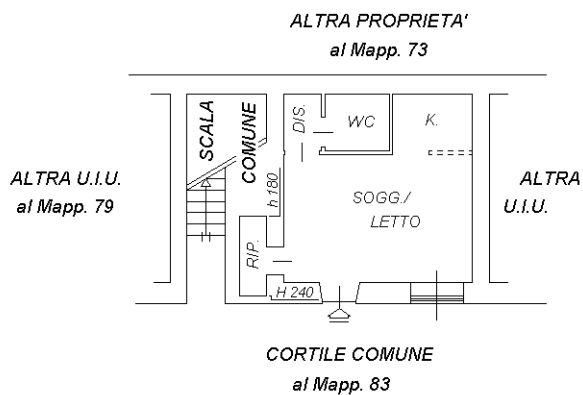 ALTRA PROPRIETA'
al Mapp. 73
SCALA
COMUNE
DIS.
WC
K.
ALTRA U.I.U.
al Mapp. 79
h 180
SOGG./
LETTO
ALTRA
U.I.U.
RIP.
H 240
CORTILE COMUNE
al Mapp. 83